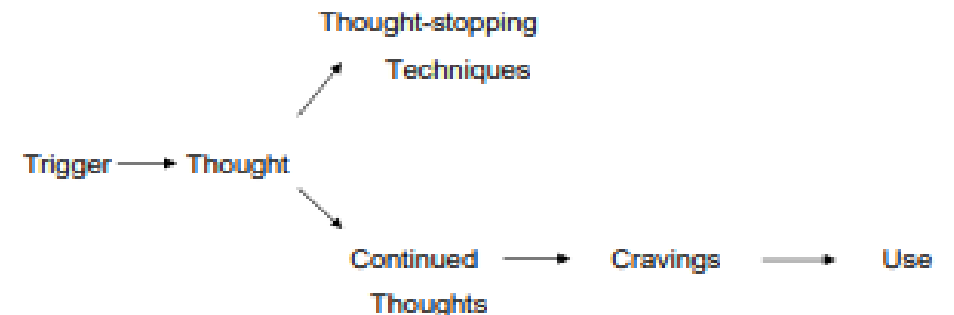 Thought-stopping
Techniques
Trigger Thought
Continued Cravings Use
Thoughts